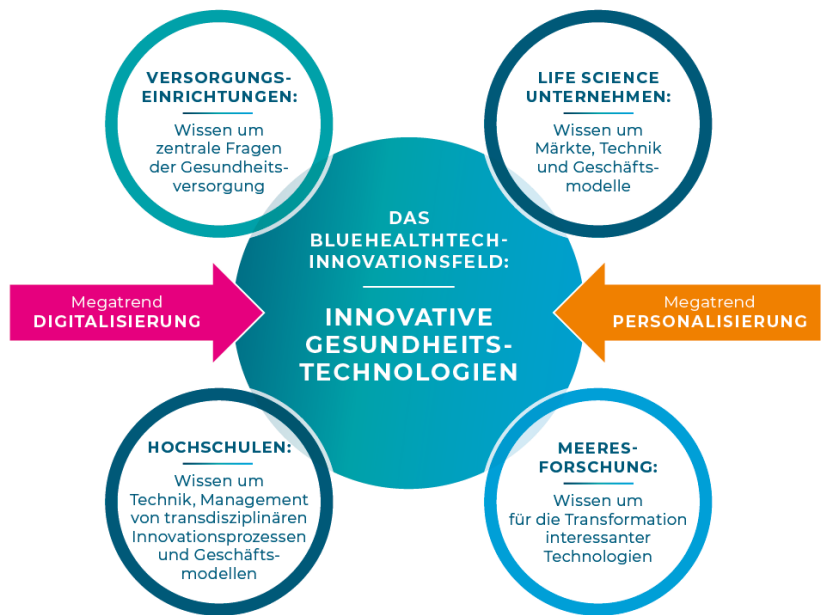 VERSORGUNGS-
EINRICHTUNGEN:
Wissen um
zentrale Fragen
der Gesundheits-
versorgung
LIFE SCIENCE
UNTERNEHMEN:
Wissen um
Märkte, Technik
und Geschäfts-
modelle
DAS
BLUEHEALTHTECH-
INNOVATIONSFELD:
INNOVATIVE
GESUNDHEITS-
TECHNOLOGIEN
Megatrend
DIGITALISIERUNG
Megatrend
PERSONALISIERUNG
HOCHSCHULEN:
Wissen um
Technik, Management
von transdisziplinären
Innovationsprozessen
und Geschäfts-
modellen
MEERES-
FORSCHUNG:
Wissen um
für die Transformation
interessanter
Technologien